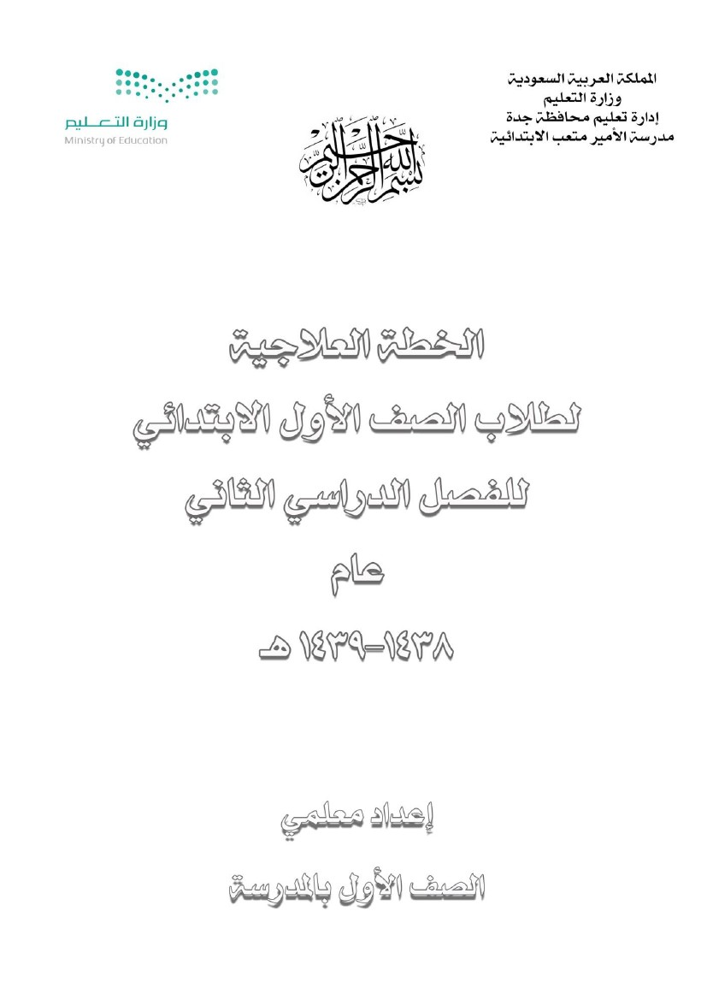 المملكة العربية السعودية
وزارة التعليم
إدارة تعليم محافظة جدة
مدرسة الأمير متعب الابتدائية
وزارة التعـــليم
Ministry of Education
بسم الله الرحمن الرحيم
الخطة العلاجية
لطلاب الصف الأول الابتدائي
للفصل الدراسي الثاني
عام
١٤٣٨–١٤٣٩ هـ
إعداد معلمي
الصف الأول بالمدرسة